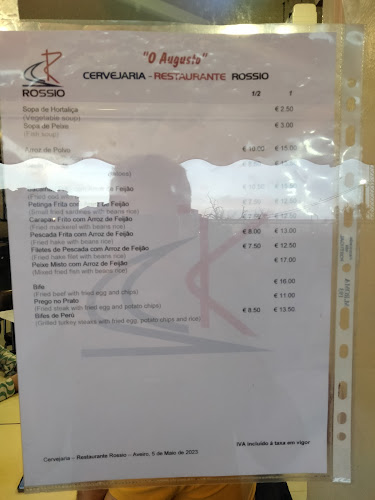 "O Augusto"
CERVEJARIA - RESTAURANTE ROSSIO
ROSSIO
1/2 1
Sopa de Hortaliça € 2.50
(Vegetable soup)
Sopa de Peixe € 3.00
(Fish soup)
Arroz de Polvo € 10.00 € 15.00
de Feijão
Petinga Frita com de Feijão
(Small fried sardines with beans rice)
Carapau Frito com Arroz de Feijão € 12.50
(Fried mackerel with beans rice)
Pescada Frita com Arroz de Feijão € 8.00 € 13.00
(Fried hake with beans rice)
Filetes de Pescada com Arroz de Feijão € 7.50 € 12.50
(Fried hake filet with beans rice)
Peixe Misto com Arroz de Feijão € 17.00
(Mixed fried fish with beans rice)
Bife € 16.00
(Fried beef with fried egg and chips)
Prego no Prato € 11.00
(Fried steak with fried egg and potato chips)
Bifes de Perú € 8.50 € 13.50
(Grilled turkey steaks with fried egg, potato chips and rice)
IVA incluído à taxa em vigor
Cervejaria – Restaurante Rossio – Aveiro, 5 de Maio de 2023